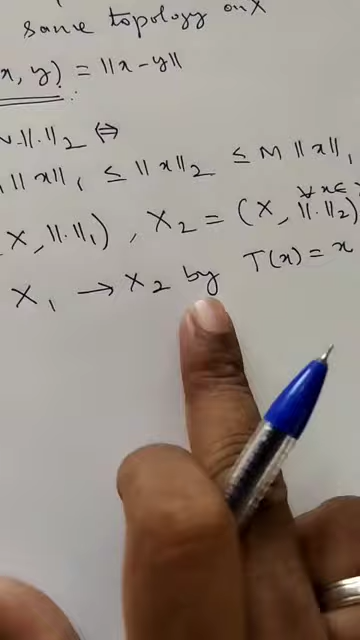 same topology on X
x, y) = ||x-y||
||.||₂ ⇔
||x||₁ ≤ ||x||₂ ≤ M ||x||₁
∀ x ∈
X, ||.||₁) , X₂ = (X, ||.||₂)
X₁ → X₂ by T(x) = x